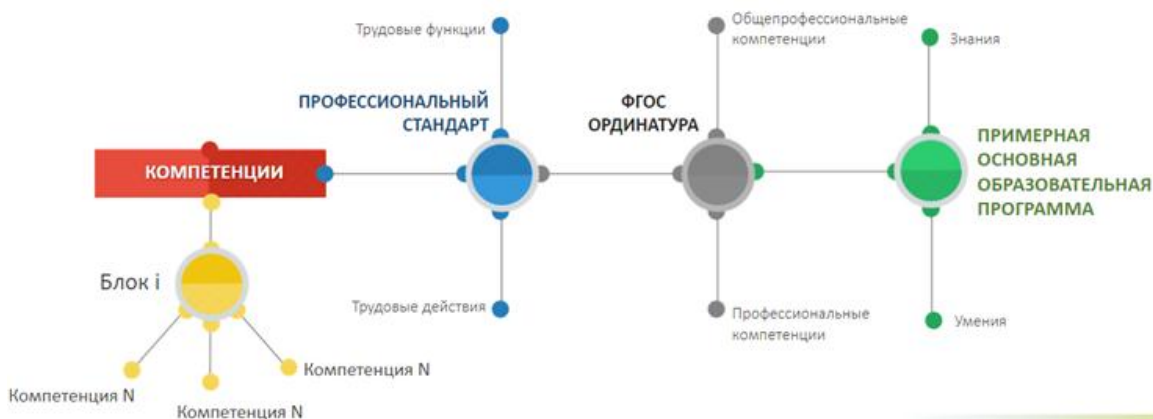 Трудовые функции
Общепрофессиональные
компетенции
Знания
ПРОФЕССИОНАЛЬНЫЙ
СТАНДАРТ
ФГОС
ОРДИНАТУРА
ПРИМЕРНАЯ
ОСНОВНАЯ
ОБРАЗОВАТЕЛЬНАЯ
ПРОГРАММА
КОМПЕТЕНЦИИ
Блок i
Трудовые действия
Профессиональные
компетенции
Умения
Компетенция N
Компетенция N
Компетенция N